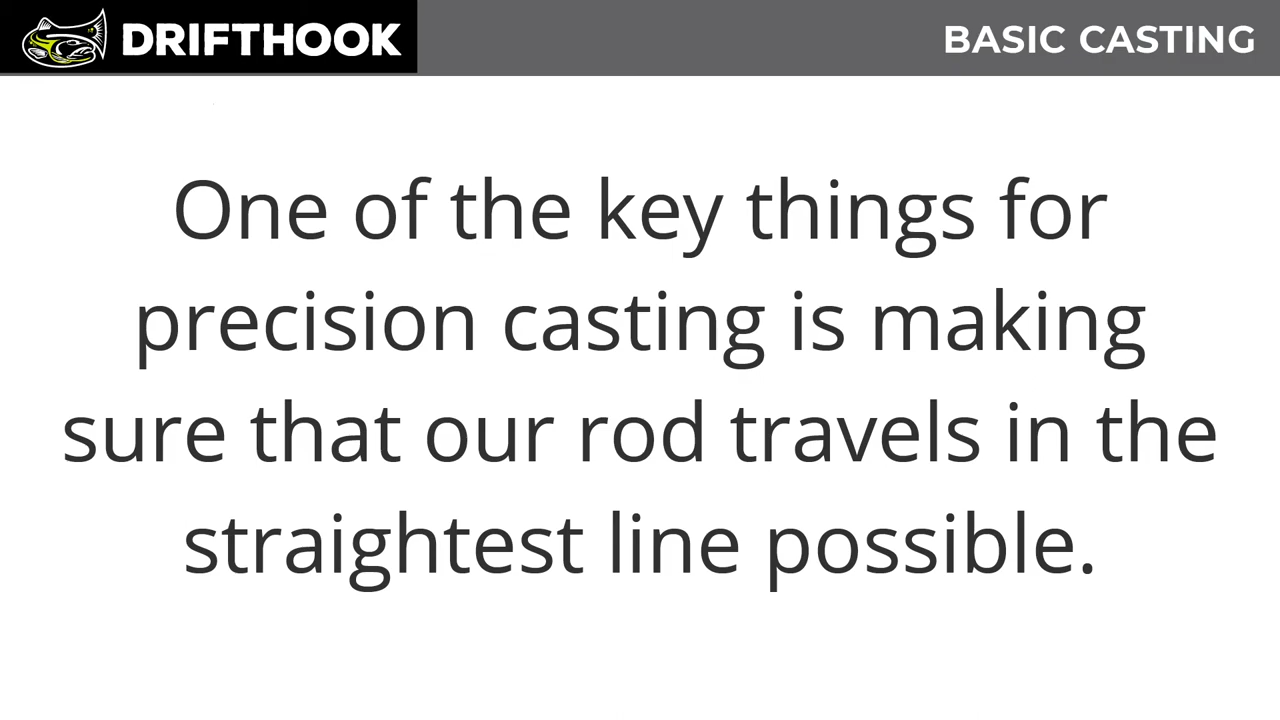 DRIFTHOOK
BASIC CASTING
One of the key things for
precision casting is making
sure that our rod travels in the
straightest line possible.